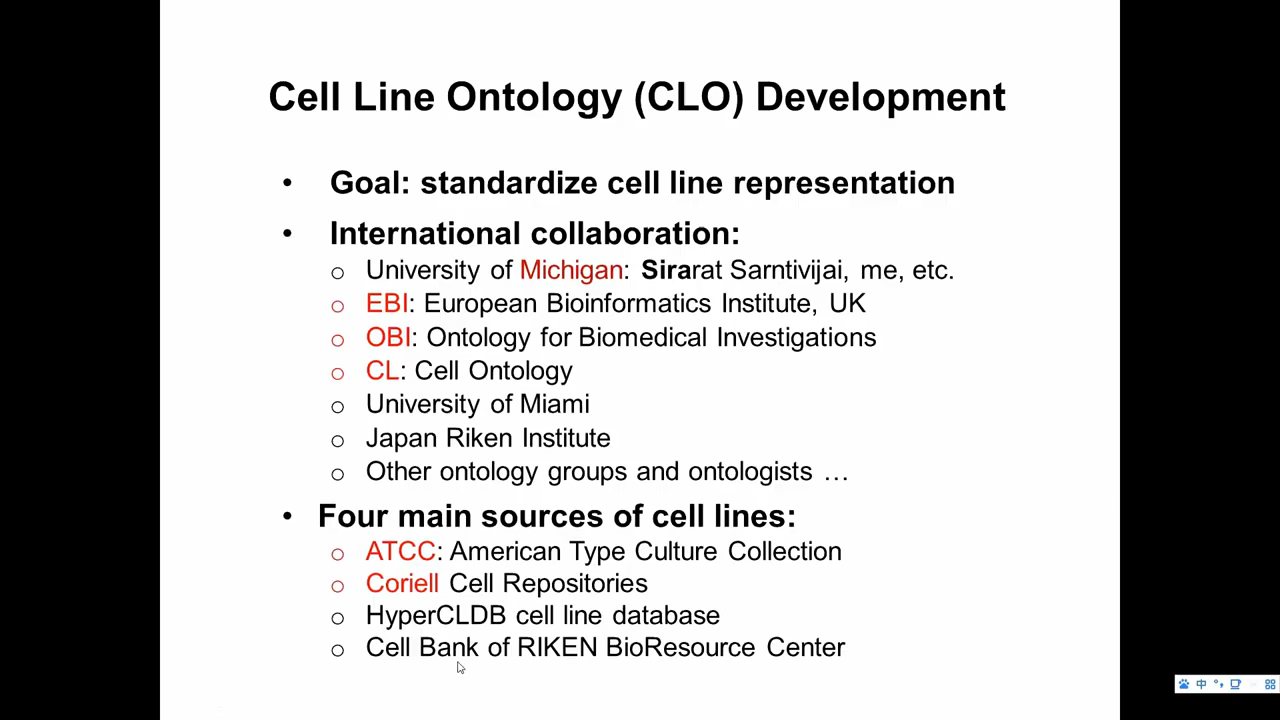 Cell Line Ontology (CLO) Development
• Goal: standardize cell line representation
• International collaboration:
o University of Michigan: Sirarat Sarntivijai, me, etc.
o EBI: European Bioinformatics Institute, UK
o OBI: Ontology for Biomedical Investigations
o CL: Cell Ontology
o University of Miami
o Japan Riken Institute
o Other ontology groups and ontologists …
• Four main sources of cell lines:
o ATCC: American Type Culture Collection
o Coriell Cell Repositories
o HyperCLDB cell line database
o Cell Bank of RIKEN BioResource Center
中